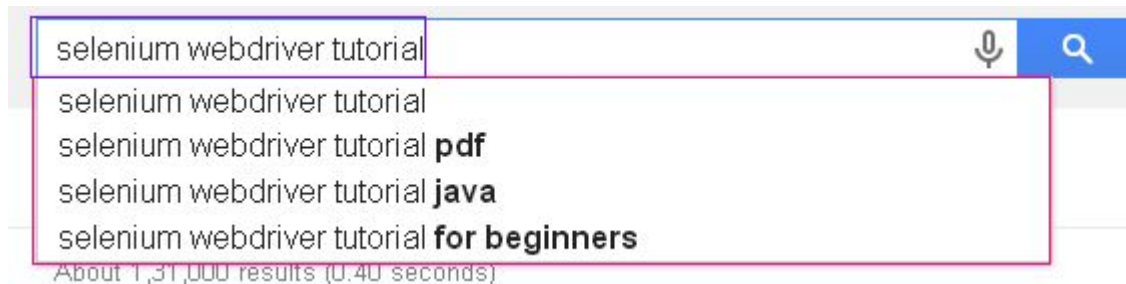 selenium webdriver tutorial
selenium webdriver tutorial
selenium webdriver tutorial pdf
selenium webdriver tutorial java
selenium webdriver tutorial for beginners
About 1,31,000 results (0.40 seconds)